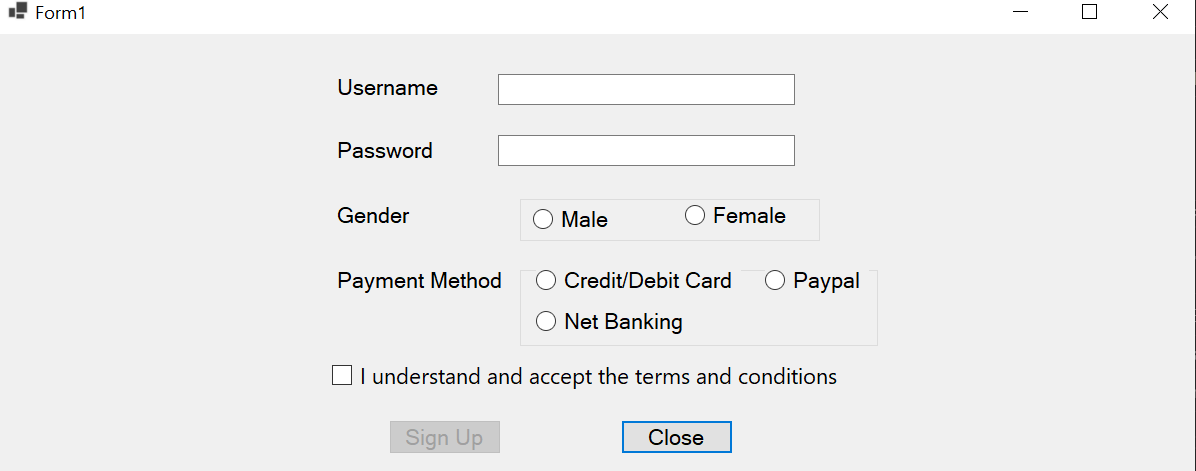 Form1
Username
Password
Gender Male Female
Payment Method Credit/Debit Card Paypal
Net Banking
I understand and accept the terms and conditions
Sign Up Close